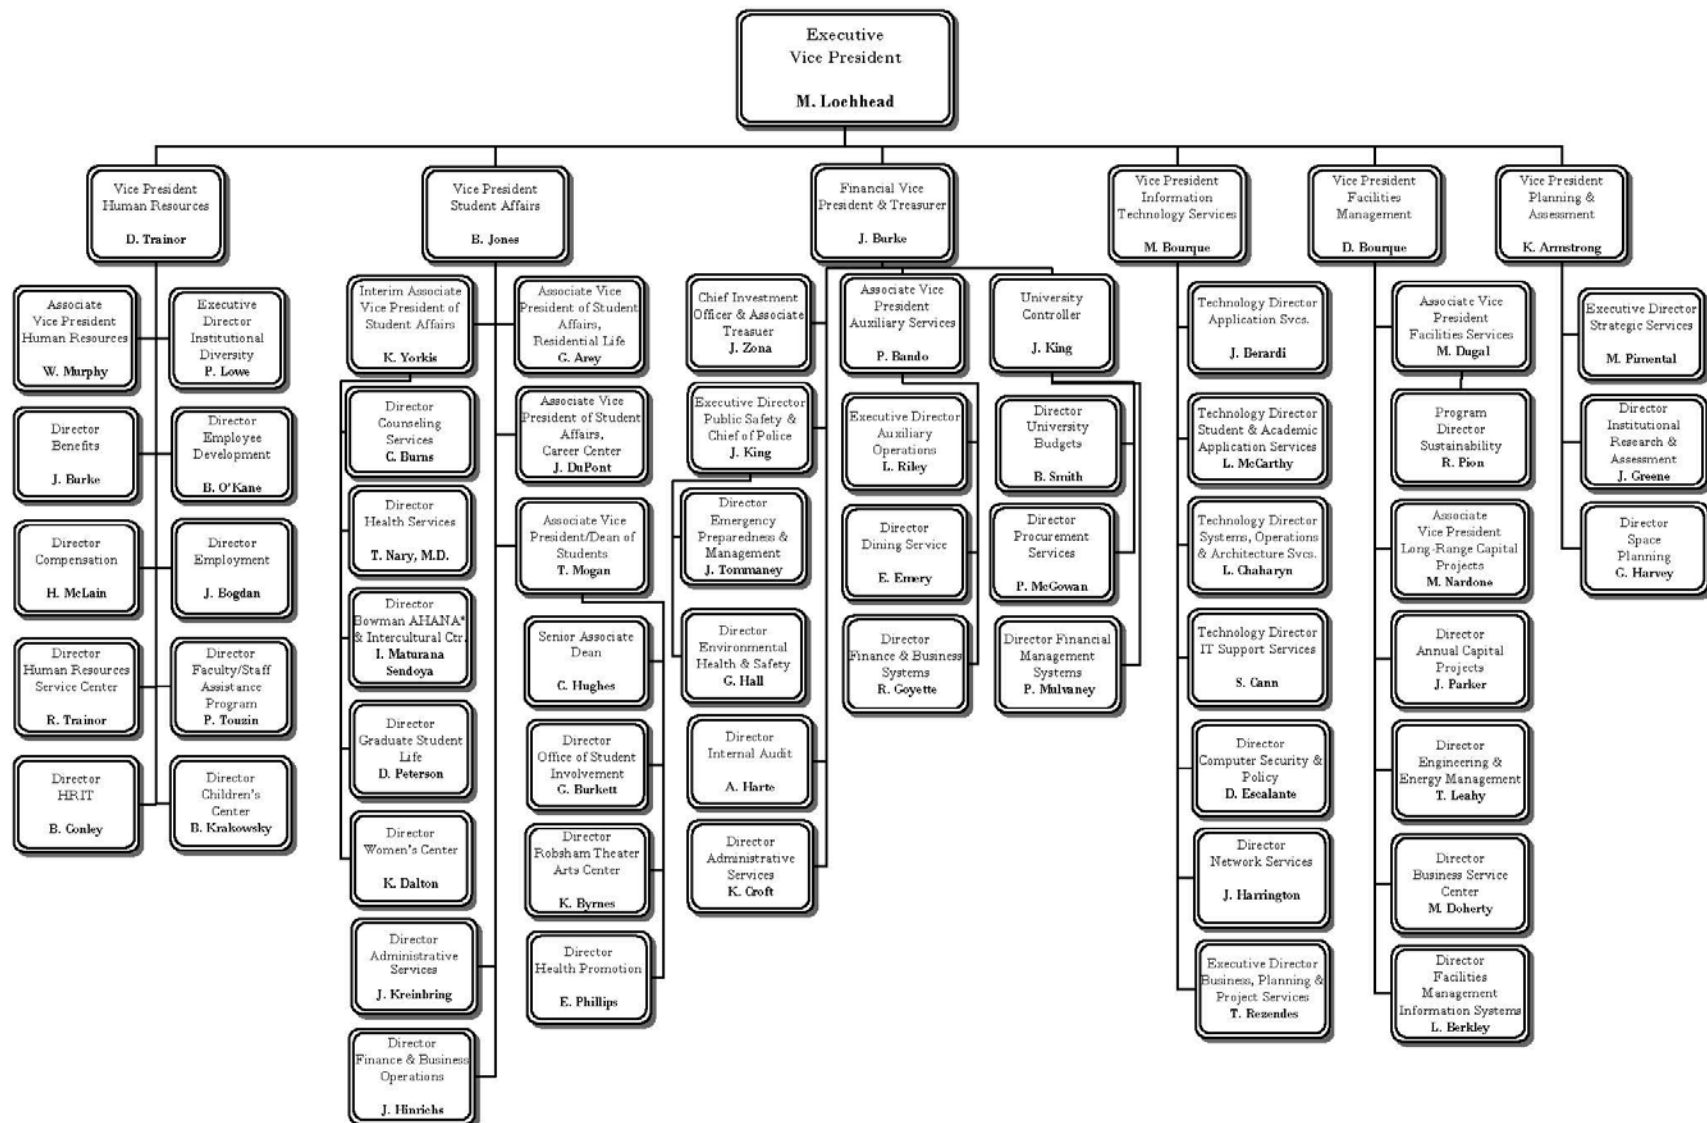 Executive
Vice President
M. Lochhead
Vice President
Human Resources
D. Trainor
Vice President
Student Affairs
B. Jones
Financial Vice
President & Treasurer
J. Burke
Vice President
Information
Technology Services
M. Bourque
Vice President
Facilities
Management
D. Bourque
Vice President
Planning &
Assessment
K. Armstrong
Associate
Vice President
Human Resources
W. Murphy
Executive
Director
Institutional
Diversity
P. Lowe
Director
Benefits
J. Burke
Director
Employee
Development
B. O'Kane
Director
Compensation
H. McLain
Director
Employment
J. Bogdan
Director
Human Resources
Service Center
R. Trainor
Director
Faculty/Staff
Assistance
Program
P. Touzin
Director
HRIT
B. Conley
Director
Children's
Center
B. Krakowsky
Interim Associate
Vice President of
Student Affairs
K. Yorkis
Associate Vice
President of Student
Affairs,
Residential Life
G. Arey
Director
Counseling
Services
C. Burns
Associate Vice
President of Student
Affairs,
Career Center
J. DuPont
Director
Health Services
T. Nary, M.D.
Associate Vice
President/Dean of
Students
T. Mogan
Director
Bowman AHANA*
& Intercultural Ctr.
I. Maturana
Sendoya
Senior Associate
Dean
C. Hughes
Director
Graduate Student
Life
D. Peterson
Director
Office of Student
Involvement
G. Burkett
Director
Women's Center
K. Dalton
Director
Robsham Theater
Arts Center
K. Byrnes
Director
Administrative
Services
J. Kreinbring
Director
Health Promotion
E. Phillips
Director
Finance & Business
Operations
J. Hinrichs
Chief Investment
Officer & Associate
Treasuer
J. Zona
Associate Vice
President
Auxiliary Services
P. Bando
University
Controller
J. King
Executive Director
Public Safety &
Chief of Police
J. King
Executive Director
Auxiliary
Operations
L. Riley
Director
University
Budgets
B. Smith
Director
Emergency
Preparedness &
Management
J. Tommaney
Director
Dining Service
E. Emery
Director
Procurement
Services
P. McGowan
Director
Environmental
Health & Safety
G. Hall
Director
Finance & Business
Systems
R. Goyette
Director Financial
Management
Systems
P. Mulvaney
Director
Internal Audit
A. Harte
Director
Administrative
Services
K. Croft
Technology Director
Application Svcs.
J. Berardi
Technology Director
Student & Academic
Application Services
L. McCarthy
Technology Director
Systems, Operations
& Architecture Svcs.
L. Chaharyn
Technology Director
IT Support Services
S. Cann
Director
Computer Security &
Policy
D. Escalante
Director
Network Services
J. Harrington
Executive Director
Business, Planning &
Project Services
T. Rezendes
Associate Vice
President
Facilities Services
M. Dugal
Program
Director
Sustainability
R. Pion
Associate
Vice President
Long-Range Capital
Projects
M. Nardone
Director
Annual Capital
Projects
J. Parker
Director
Engineering &
Energy Management
T. Leahy
Director
Business Service
Center
M. Doherty
Director
Facilities
Management
Information Systems
L. Berkley
Executive Director
Strategic Services
M. Pimental
Director
Institutional
Research &
Assessment
J. Greene
Director
Space
Planning
G. Harvey